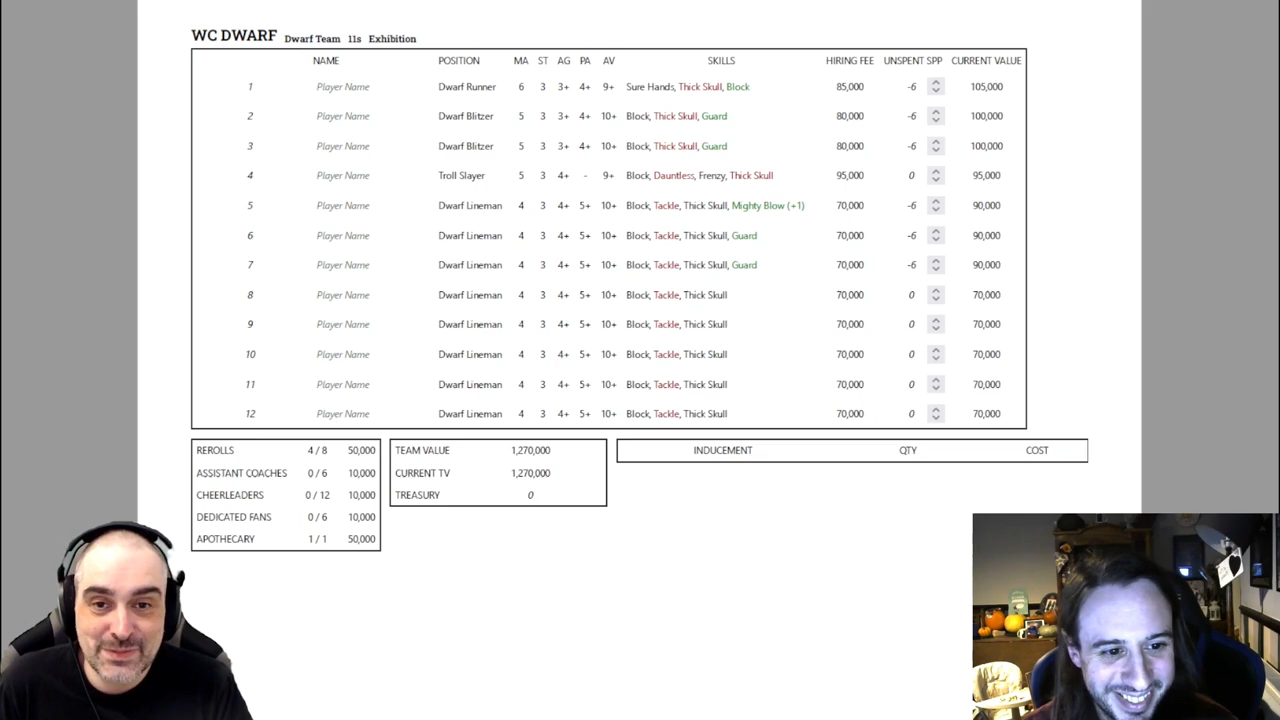 WC DWARF Dwarf Team 11s Exhibition
NAME POSITION MA ST AG PA AV SKILLS HIRING FEE UNSPENT SPP CURRENT VALUE
1 Player Name Dwarf Runner 6 3 3+ 4+ 9+ Sure Hands, Thick Skull, Block 85,000 -6 105,000
2 Player Name Dwarf Blitzer 5 3 3+ 4+ 10+ Block, Thick Skull, Guard 80,000 -6 100,000
3 Player Name Dwarf Blitzer 5 3 3+ 4+ 10+ Block, Thick Skull, Guard 80,000 -6 100,000
4 Player Name Troll Slayer 5 3 4+ - 9+ Block, Dauntless, Frenzy, Thick Skull 95,000 0 95,000
5 Player Name Dwarf Lineman 4 3 4+ 5+ 10+ Block, Tackle, Thick Skull, Mighty Blow (+1) 70,000 -6 90,000
6 Player Name Dwarf Lineman 4 3 4+ 5+ 10+ Block, Tackle, Thick Skull, Guard 70,000 -6 90,000
7 Player Name Dwarf Lineman 4 3 4+ 5+ 10+ Block, Tackle, Thick Skull, Guard 70,000 -6 90,000
8 Player Name Dwarf Lineman 4 3 4+ 5+ 10+ Block, Tackle, Thick Skull 70,000 0 70,000
9 Player Name Dwarf Lineman 4 3 4+ 5+ 10+ Block, Tackle, Thick Skull 70,000 0 70,000
10 Player Name Dwarf Lineman 4 3 4+ 5+ 10+ Block, Tackle, Thick Skull 70,000 0 70,000
11 Player Name Dwarf Lineman 4 3 4+ 5+ 10+ Block, Tackle, Thick Skull 70,000 0 70,000
12 Player Name Dwarf Lineman 4 3 4+ 5+ 10+ Block, Tackle, Thick Skull 70,000 0 70,000
REROLLS 4 / 8 50,000
ASSISTANT COACHES 0 / 6 10,000
CHEERLEADERS 0 / 12 10,000
DEDICATED FANS 0 / 6 10,000
APOTHECARY 1 / 1 50,000
TEAM VALUE 1,270,000
CURRENT TV 1,270,000
TREASURY 0
INDUCEMENT QTY COST